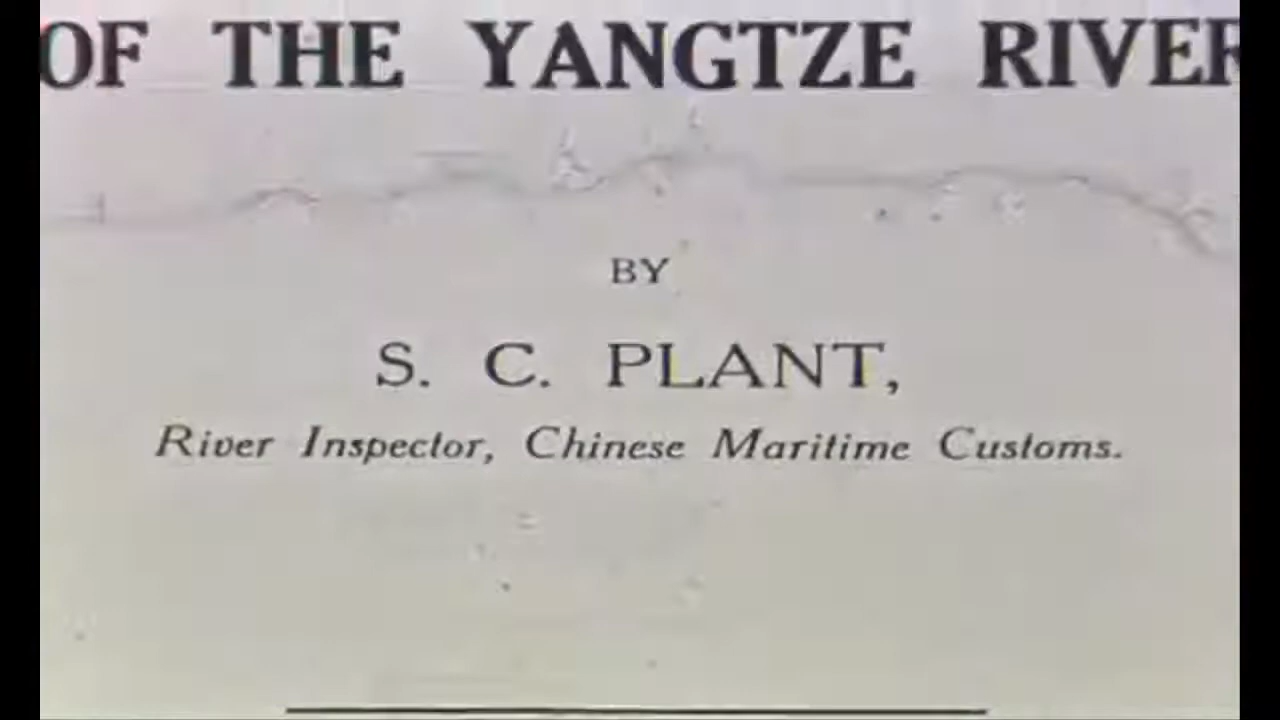 OF THE YANGTZE RIVER
BY
S. C. PLANT,
River Inspector, Chinese Maritime Customs.